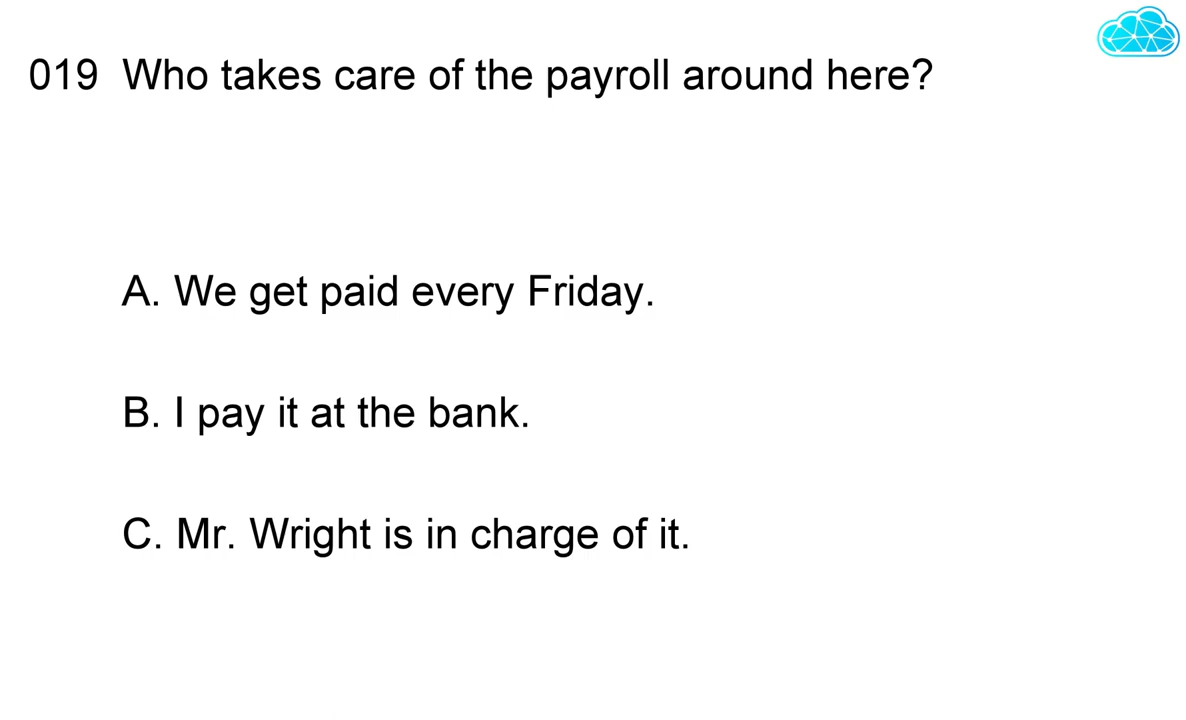 019 Who takes care of the payroll around here?
A. We get paid every Friday.
B. I pay it at the bank.
C. Mr. Wright is in charge of it.